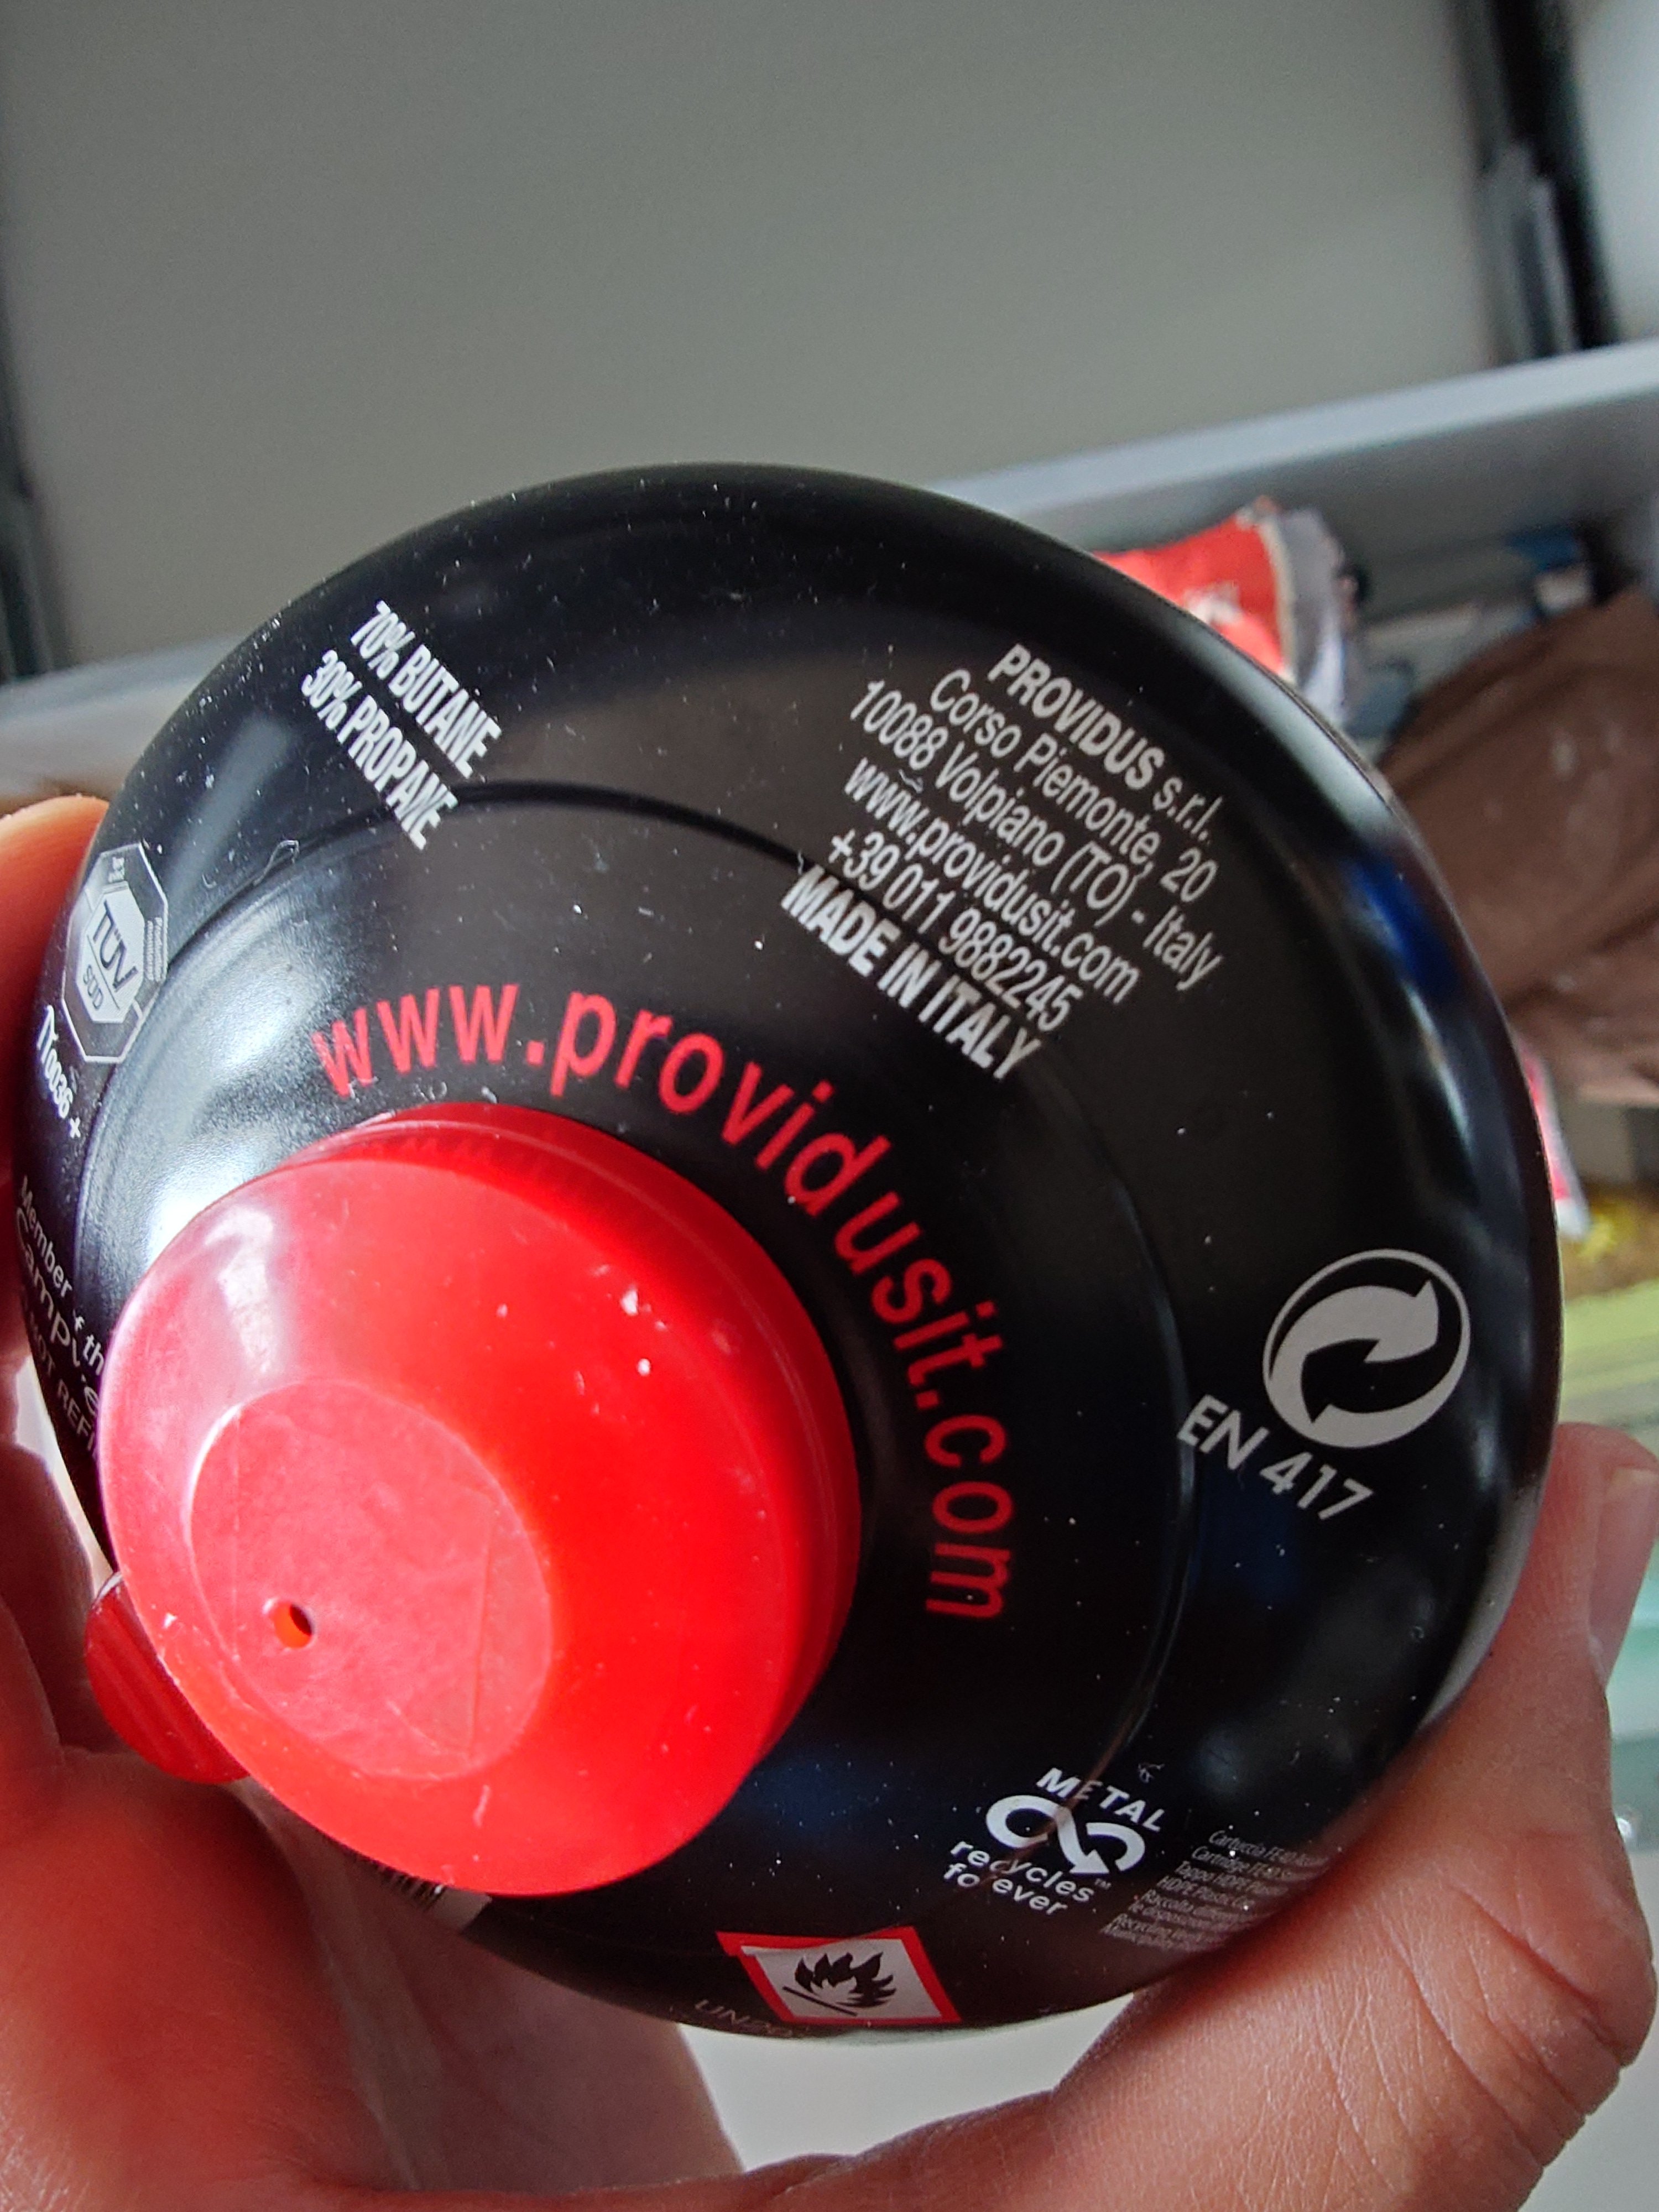 70% BUTANE
30% PROPANE
PROVIDUS s.r.l.
Corso Piemonte, 20
10088 Volpiano (TO) - Italy
www.providusit.com
+39 011 9882245
MADE IN ITALY
TÜV
SÜD
www.providusit.com
Member of the
EN 417
METAL
recycles
forever™